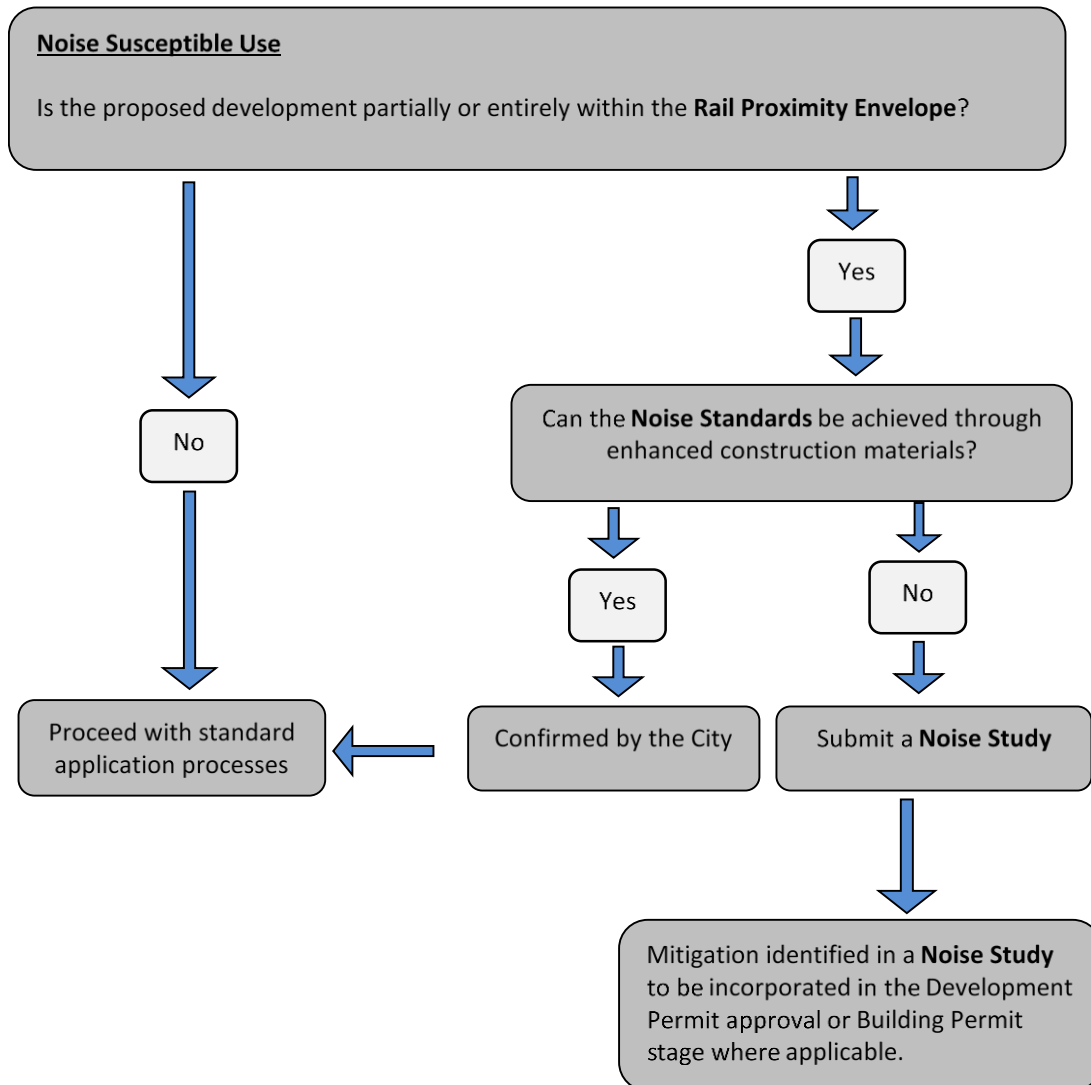 Noise Susceptible Use
Is the proposed development partially or entirely within the Rail Proximity Envelope?
Yes
Can the Noise Standards be achieved through
enhanced construction materials?
No
Yes
No
Proceed with standard
application processes
Confirmed by the City
Submit a Noise Study
Mitigation identified in a Noise Study
to be incorporated in the Development
Permit approval or Building Permit
stage where applicable.